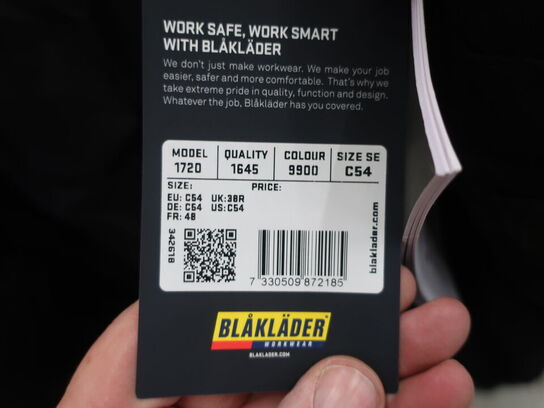 WORK SAFE, WORK SMART
WITH BLÅKLÄDER
We don't just make workwear. We make your job
easier, safer and more comfortable. That's why we
take extreme pride in quality, function and design.
Whatever the job, Blåkläder has you covered.
MODEL QUALITY COLOUR SIZE SE
1720 1645 9900 C54
SIZE: PRICE:
EU: C54 UK:38R
DE: C54 US:C54
FR: 48
342618
blaklader.com
7 330509 872185
BLÅKLÄDER®
WORKWEAR
BLAKLADER.COM